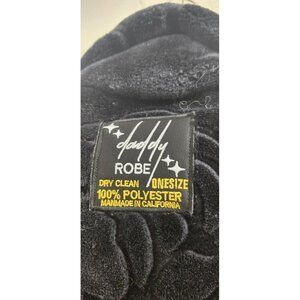 daddy
ROBE
DRY CLEAN ONESIZE
100% POLYESTER
MANMADE IN CALIFORNIA